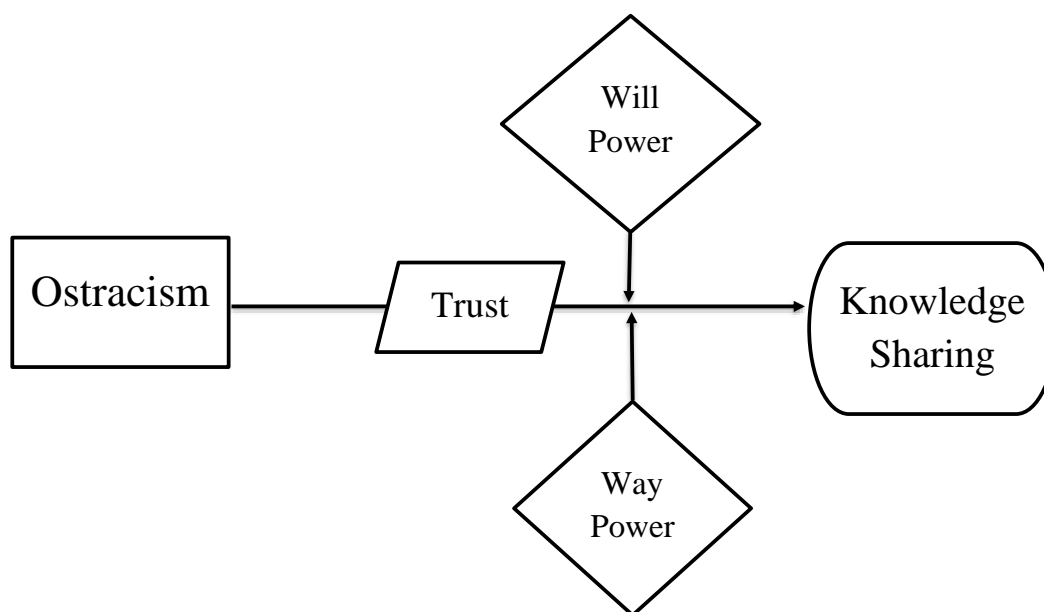 Will
Power
Ostracism
Trust
Knowledge
Sharing
Way
Power